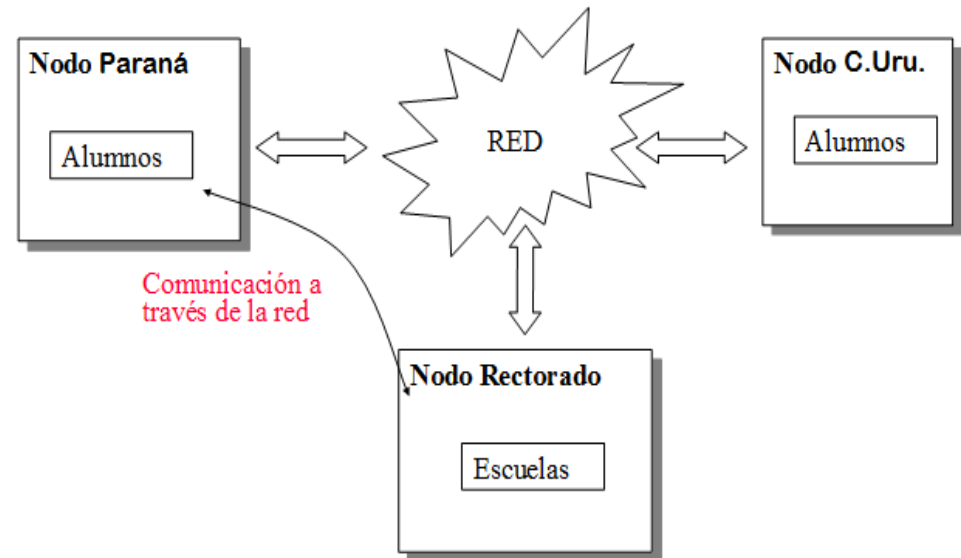 Nodo Paraná
Alumnos
RED
Nodo C.Uru.
Alumnos
Comunicación a
través de la red
Nodo Rectorado
Escuelas